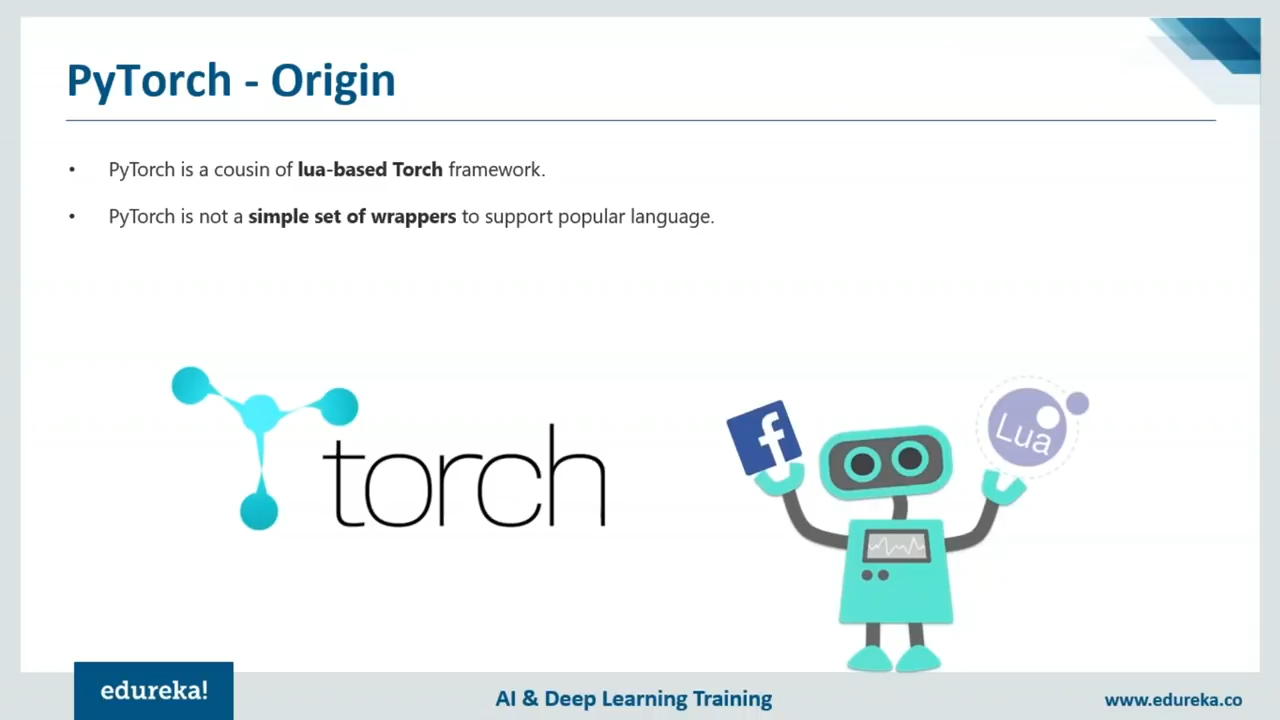 PyTorch - Origin
• PyTorch is a cousin of lua-based Torch framework.
• PyTorch is not a simple set of wrappers to support popular language.
torch
f
Lua
edureka!
AI & Deep Learning Training
www.edureka.co